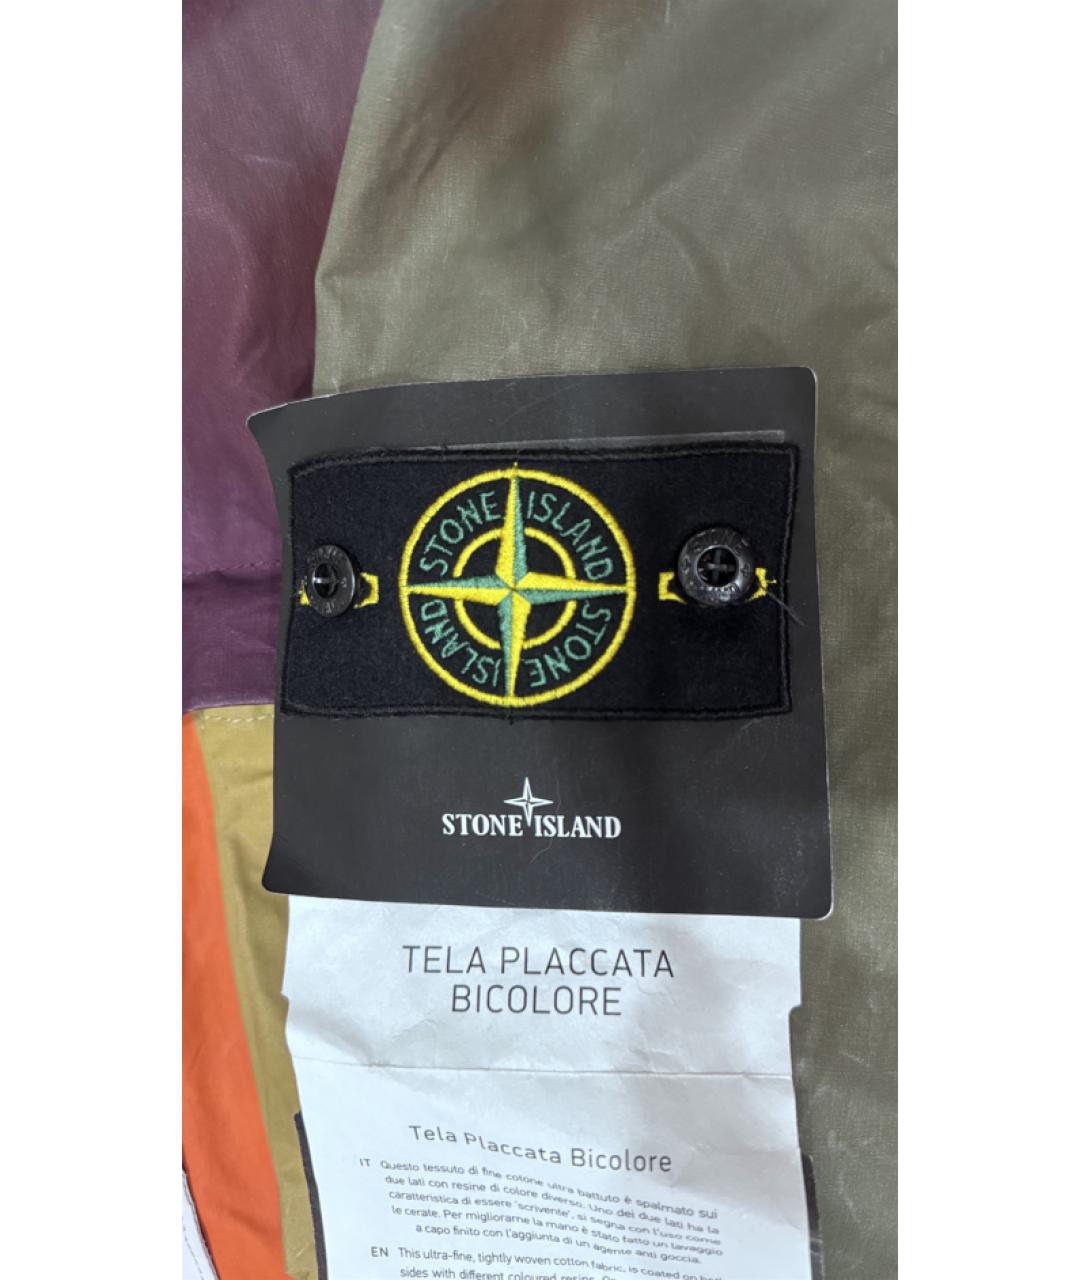 STONE ISLAND
STONE ISLAND
STONE ISLAND
TELA PLACCATA
BICOLORE
Tela Placcata Bicolore
IT Questo tessuto di fine cotone ultra battuto è spalmato sui
due lati con resine di colore diverso. Uno dei due lati ha la
caratteristica di essere 'scrivente', si segna con l'uso come
le cerate. Per migliorarne la mano è stato fatto un lavaggio
a capo finito con l'aggiunta di un agente anti goccia.
EN This ultra-fine, tightly woven cotton fabric, is coated on
sides with different coloured resins.